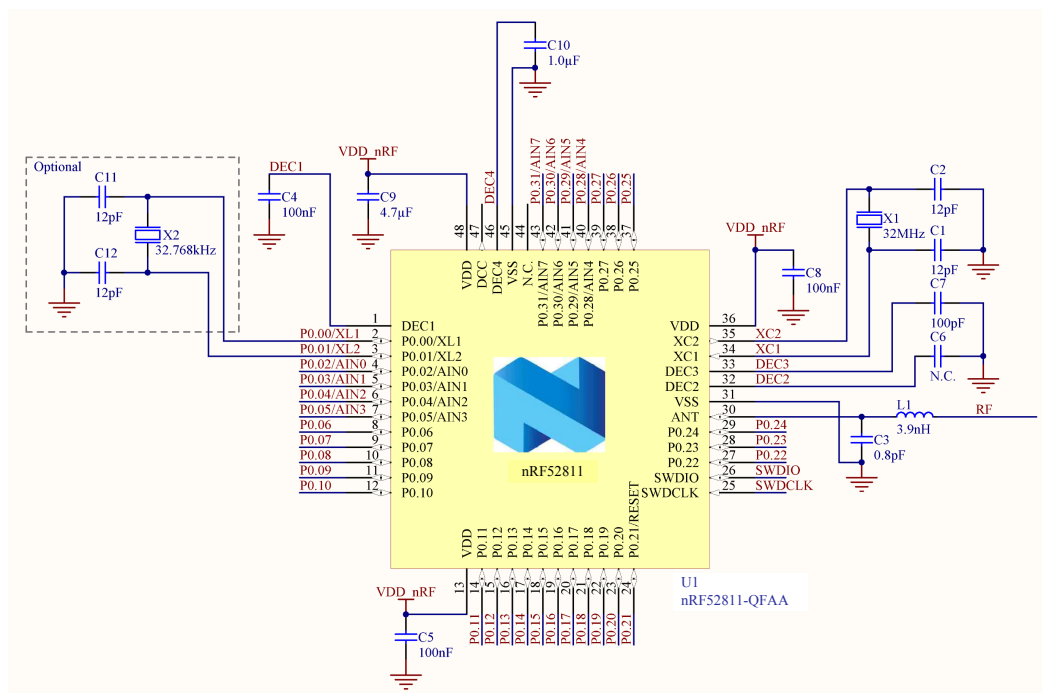 C10
1.0µF
Optional
C11
12pF
X2
32.768kHz
C12
12pF
DEC1
C4
100nF
VDD_nRF
C9
4.7µF
DEC4
P0.31/AIN7
P0.30/AIN6
P0.29/AIN5
P0.28/AIN4
P0.27
P0.26
P0.25
48
47
46
45
44
43
42
41
40
39
38
37
VDD
DCC
DEC4
VSS
N.C.
P0.31/AIN7
P0.30/AIN6
P0.29/AIN5
P0.28/AIN4
P0.27
P0.26
P0.25
VDD_nRF
C8
100nF
C2
12pF
X1
32MHz
C1
12pF
C7
100pF
C6
N.C.
1 DEC1
P0.00/XL1 2 P0.00/XL1
P0.01/XL2 3 P0.01/XL2
P0.02/AIN0 4 P0.02/AIN0
P0.03/AIN1 5 P0.03/AIN1
P0.04/AIN2 6 P0.04/AIN2
P0.05/AIN3 7 P0.05/AIN3
P0.06 8 P0.06
P0.07 9 P0.07
P0.08 10 P0.08
P0.09 11 P0.09
P0.10 12 P0.10
VDD 36
XC2 35 XC2
XC1 34 XC1
DEC3 33 DEC3
DEC2 32 DEC2
VSS 31
ANT 30
P0.24 29 P0.24
P0.23 28 P0.23
P0.22 27 P0.22
SWDIO 26 SWDIO
SWDCLK 25 SWDCLK
L1
3.9nH
RF
C3
0.8pF
nRF52811
VDD
P0.11
P0.12
P0.13
P0.14
P0.15
P0.16
P0.17
P0.18
P0.19
P0.20
P0.21/RESET
13
14
15
16
17
18
19
20
21
22
23
24
P0.11
P0.12
P0.13
P0.14
P0.15
P0.16
P0.17
P0.18
P0.19
P0.20
P0.21
VDD_nRF
C5
100nF
U1
nRF52811-QFAA